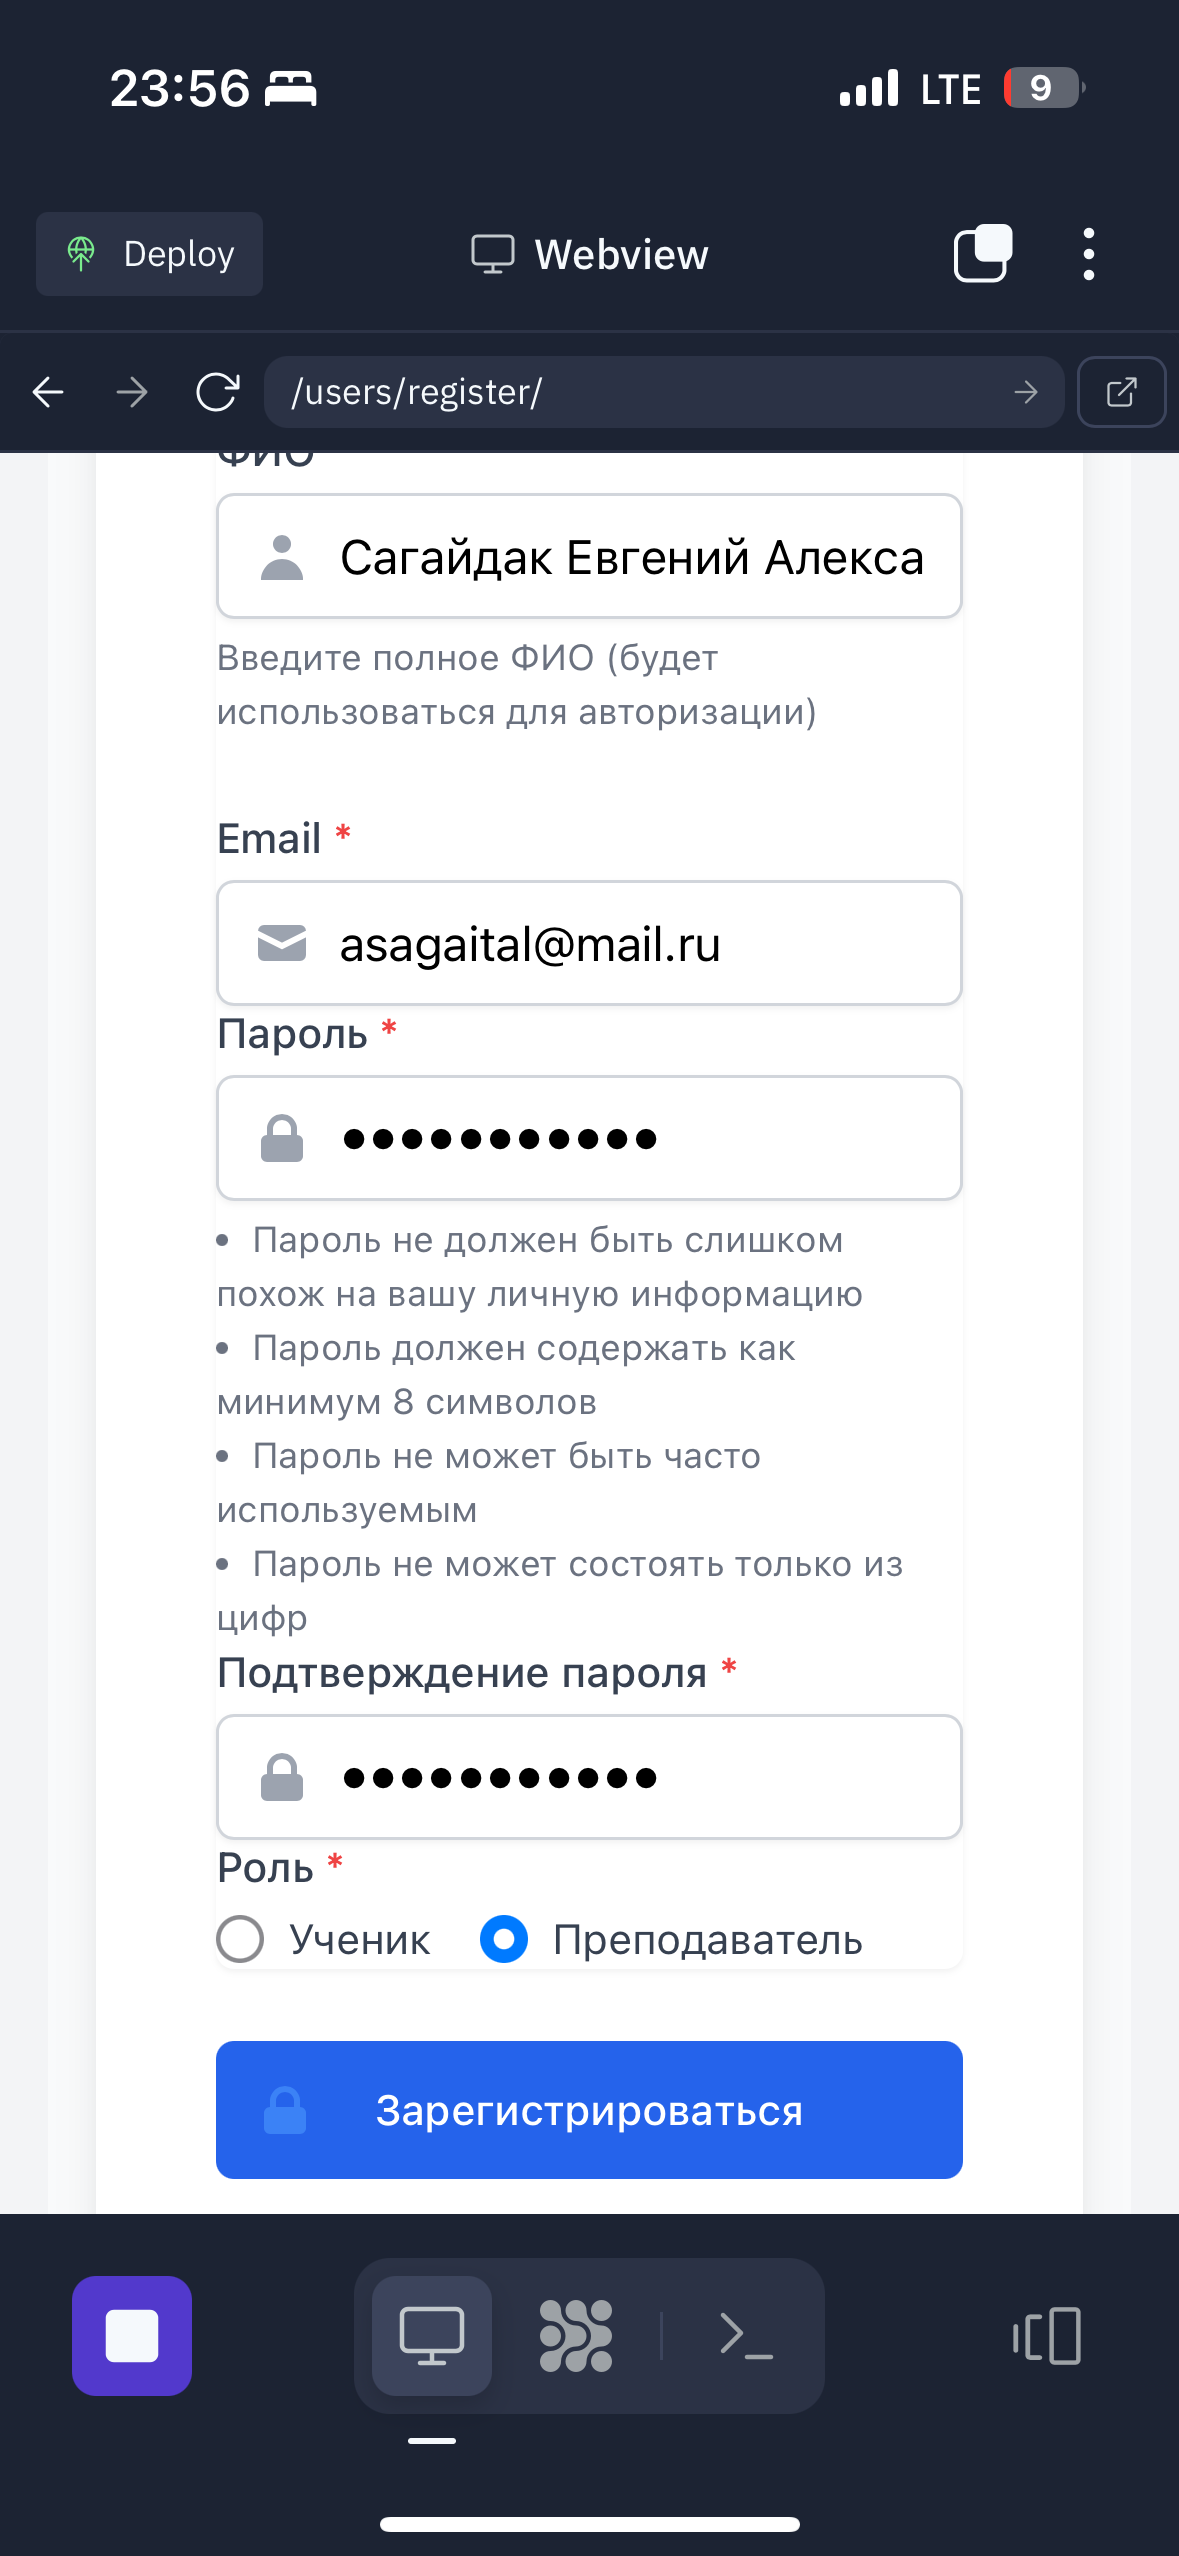 23:56
LTE 9
Deploy
Webview
/users/register/
ФИО
Сагайдак Евгений Алекса
Введите полное ФИО (будет
использоваться для авторизации)
Email *
asagaital@mail.ru
Пароль *
•••••••••••
• Пароль не должен быть слишком
похож на вашу личную информацию
• Пароль должен содержать как
минимум 8 символов
• Пароль не может быть часто
используемым
• Пароль не может состоять только из
цифр
Подтверждение пароля *
•••••••••••
Роль *
Ученик Преподаватель
Зарегистрироваться